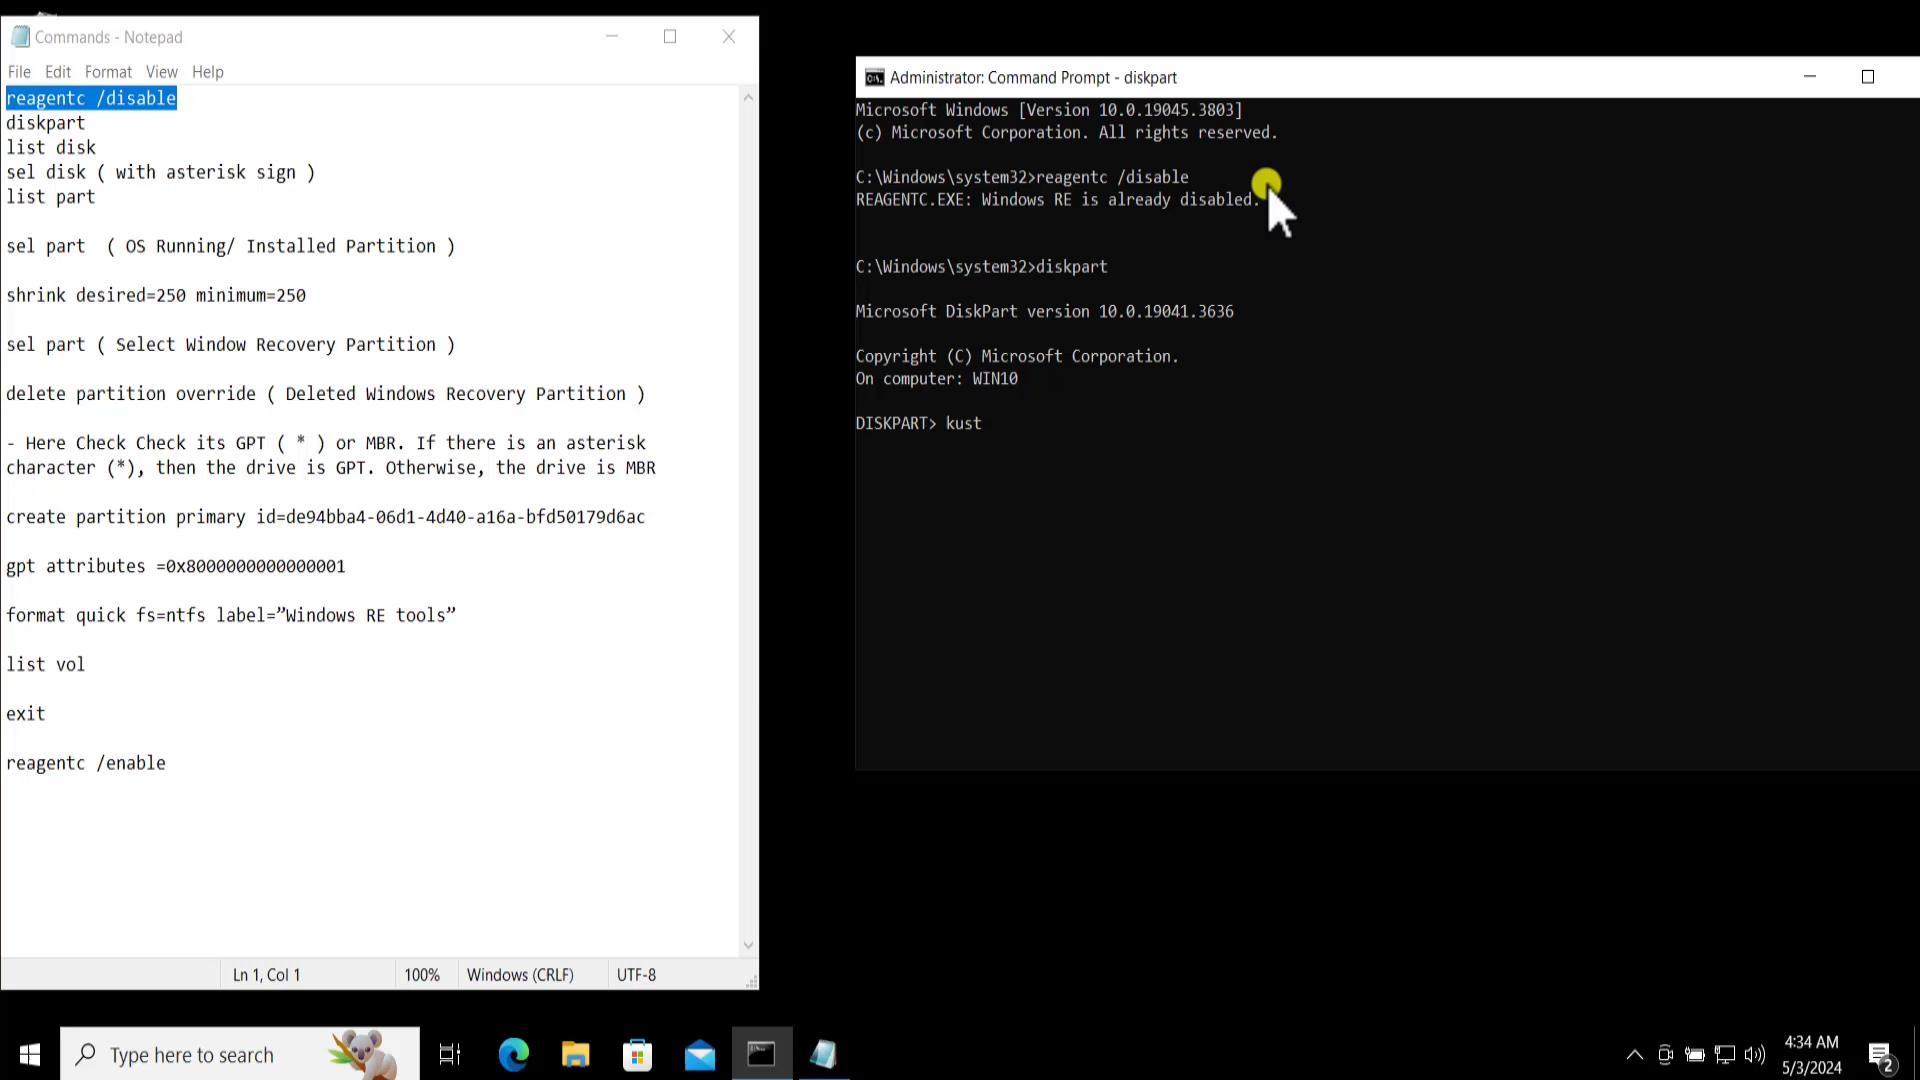 Commands - Notepad
File Edit Format View Help
reagentc /disable
diskpart
list disk
sel disk ( with asterisk sign )
list part
sel part  ( OS Running/ Installed Partition )
shrink desired=250 minimum=250
sel part ( Select Window Recovery Partition )
delete partition override ( Deleted Windows Recovery Partition )
- Here Check Check its GPT ( * ) or MBR. If there is an asterisk
character (*), then the drive is GPT. Otherwise, the drive is MBR
create partition primary id=de94bba4-06d1-4d40-a16a-bfd50179d6ac
gpt attributes =0x8000000000000001
format quick fs=ntfs label=”Windows RE tools”
list vol
exit
reagentc /enable
Ln 1, Col 1 100% Windows (CRLF) UTF-8
Administrator: Command Prompt - diskpart
Microsoft Windows [Version 10.0.19045.3803]
(c) Microsoft Corporation. All rights reserved.
C:\Windows\system32>reagentc /disable
REAGENTC.EXE: Windows RE is already disabled.
C:\Windows\system32>diskpart
Microsoft DiskPart version 10.0.19041.3636
Copyright (C) Microsoft Corporation.
On computer: WIN10
DISKPART> kust
Type here to search
4:34 AM
5/3/2024
2